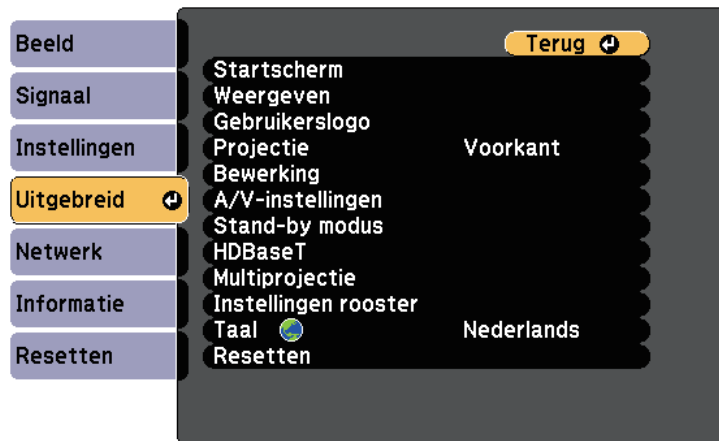 Beeld
Signaal
Instellingen
Uitgebreid
Netwerk
Informatie
Resetten
Terug
Startscherm
Weergeven
Gebruikerslogo
Projectie Voorkant
Bewerking
A/V-instellingen
Stand-by modus
HDBaseT
Multiprojectie
Instellingen rooster
Taal Nederlands
Resetten